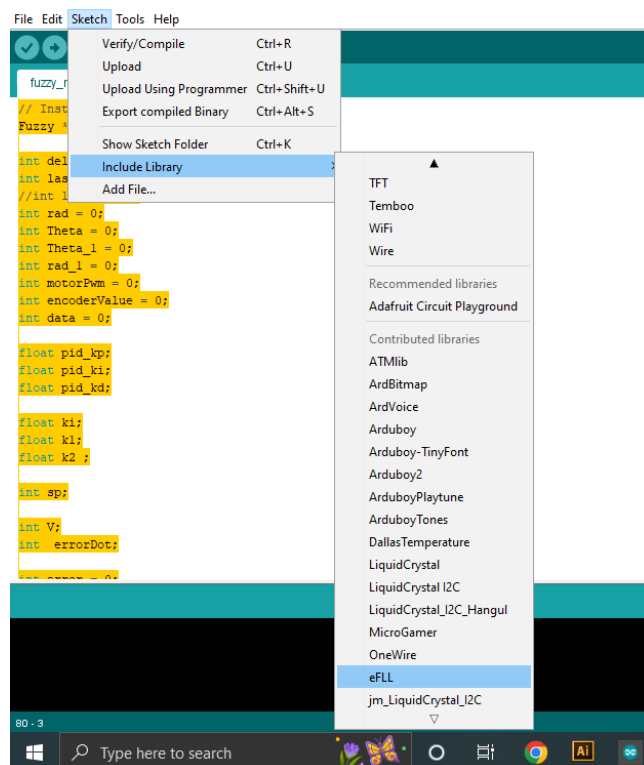 File Edit Sketch Tools Help
Verify/Compile Ctrl+R
Upload Ctrl+U
Upload Using Programmer Ctrl+Shift+U
Export compiled Binary Ctrl+Alt+S
Show Sketch Folder Ctrl+K
Include Library
Add File...
fuzzy_
// Inst
Fuzzy *
int del
int las
//int
int rad = 0;
int Theta = 0;
int Theta_1 = 0;
int rad_1 = 0;
int motorPwm = 0;
int encoderValue = 0;
int data = 0;
float pid_kp;
float pid_ki;
float pid_kd;
float ki;
float k1;
float k2 ;
int sp;
int V;
int errorDot;
int error = 0;
TFT
Temboo
WiFi
Wire
Recommended libraries
Adafruit Circuit Playground
Contributed libraries
ATMlib
ArdBitmap
ArdVoice
Arduboy
Arduboy-TinyFont
Arduboy2
ArduboyPlaytune
ArduboyTones
DallasTemperature
LiquidCrystal
LiquidCrystal I2C
LiquidCrystal_I2C_Hangul
MicroGamer
OneWire
eFLL
jm_LiquidCrystal_I2C
80 - 3
Type here to search
Ai